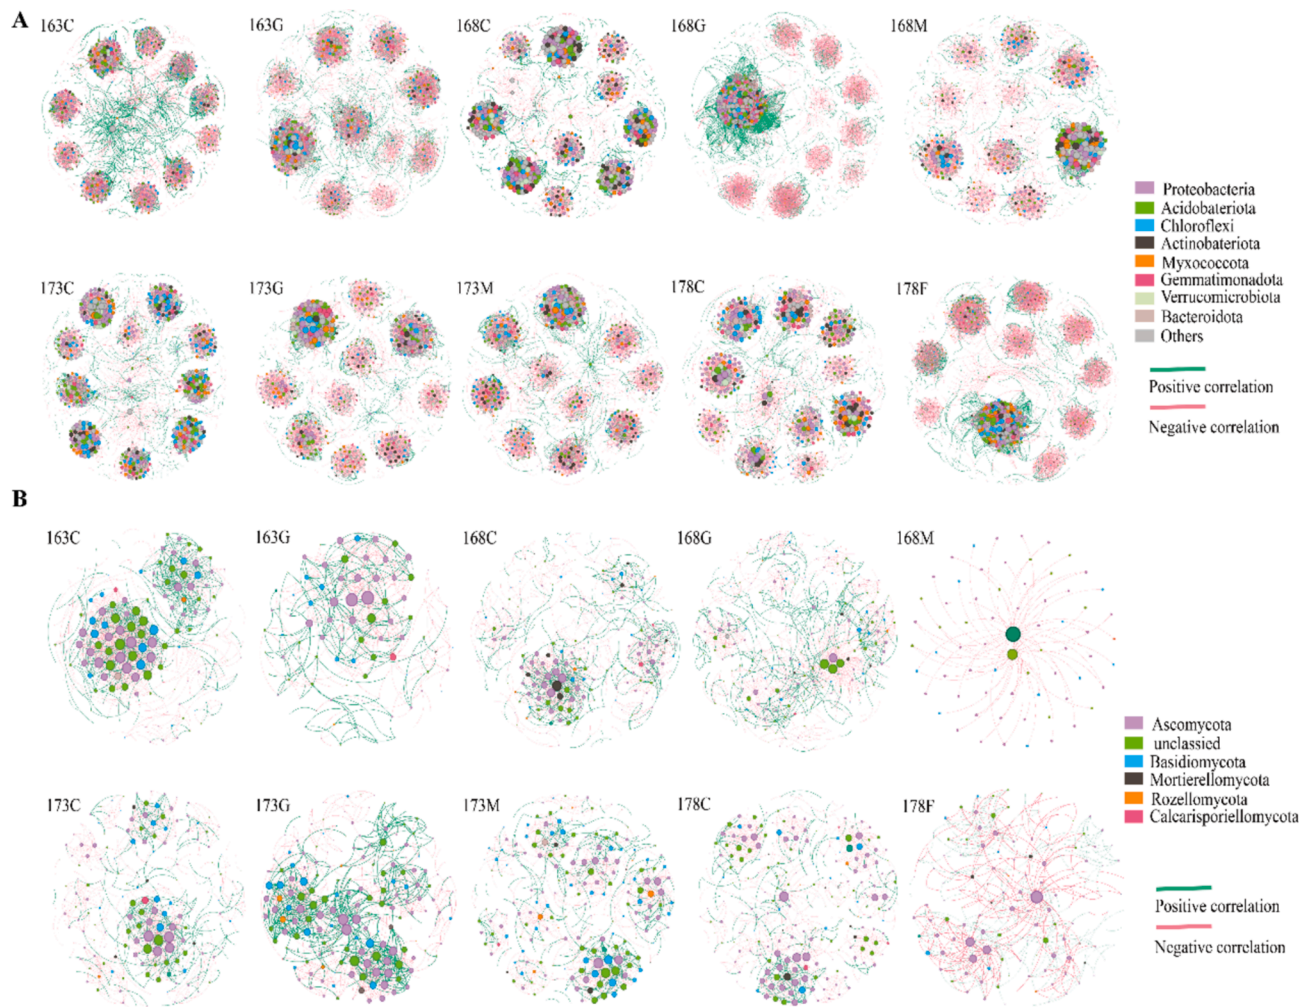 A
163C
163G
168C
168G
168M
173C
173G
173M
178C
178F
Proteobacteria
Acidobateriota
Chloroflexi
Actinobateriota
Myxococcota
Gemmatimonadota
Verrucomicrobiota
Bacteroidota
Others
Positive correlation
Negative correlation
B
163C
163G
168C
168G
168M
173C
173G
173M
178C
178F
Ascomycota
unclassied
Basidiomycota
Mortierellomycota
Rozellomycota
Calcarisporiellomycota
Positive correlation
Negative correlation